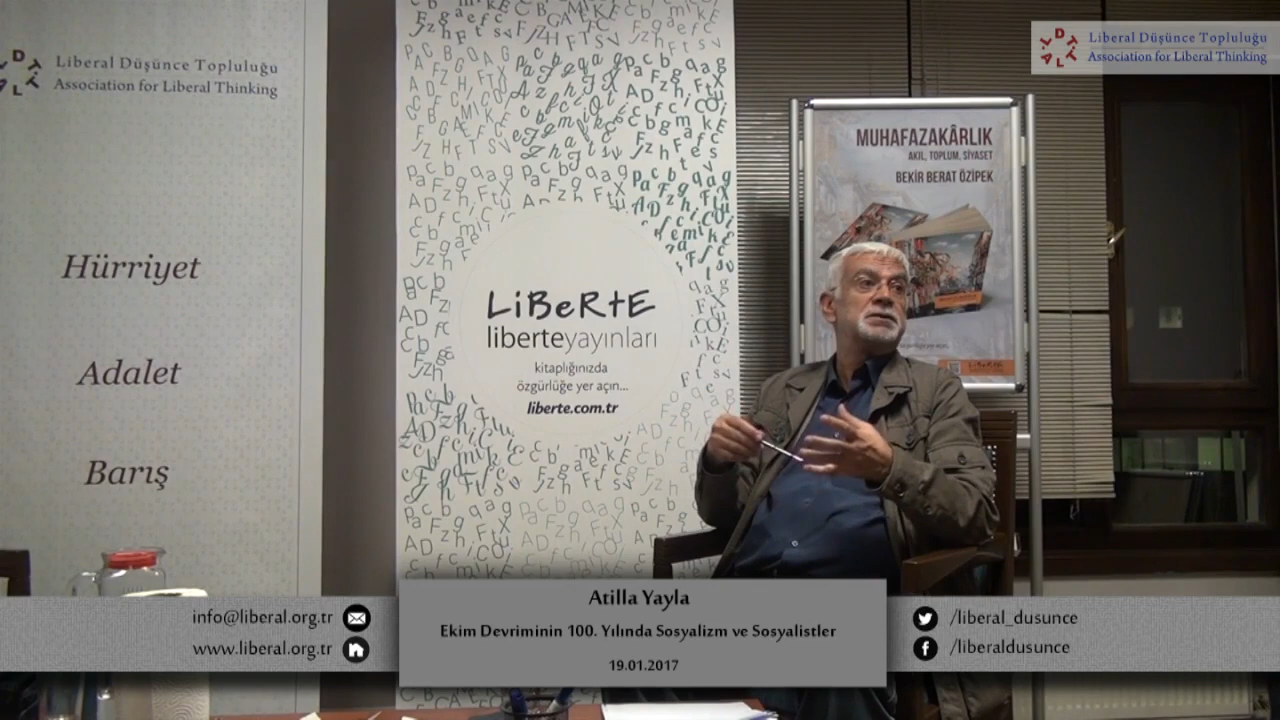 Liberal Düşünce Topluluğu
Association for Liberal Thinking
Hürriyet
Adalet
Barış
LiBeRtE
liberteyayınları
kitaplığınızda
özgürlüğe yer açın...
liberte.com.tr
MUHAFAZAKÂRLIK
AKIL, TOPLUM, SİYASET
BEKİR BERAT ÖZİPEK
LiBeRtE
Liberal Düşünce Topluluğu
Association for Liberal Thinking
info@liberal.org.tr
www.liberal.org.tr
Atilla Yayla
Ekim Devriminin 100. Yılında Sosyalizm ve Sosyalistler
19.01.2017
/liberal_dusunce
/liberaldusunce